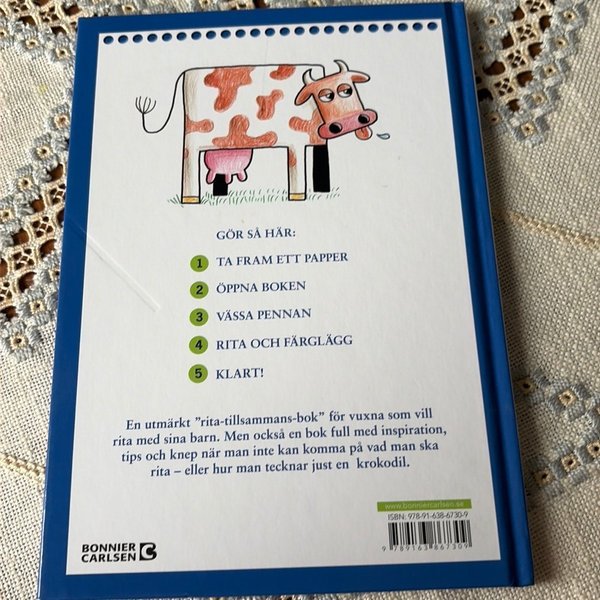 GÖR SÅ HÄR:
1 TA FRAM ETT PAPPER
2 ÖPPNA BOKEN
3 VÄSSA PENNAN
4 RITA OCH FÄRGLÄGG
5 KLART!
En utmärkt ”rita-tillsammans-bok” för vuxna som vill
rita med sina barn. Men också en bok full med inspiration,
tips och knep när man inte kan komma på vad man ska
rita – eller hur man tecknar just en krokodil.
www.bonniercarlsen.se
ISBN: 978-91-638-6730-9
9 789163 867309
BONNIER
CARLSEN